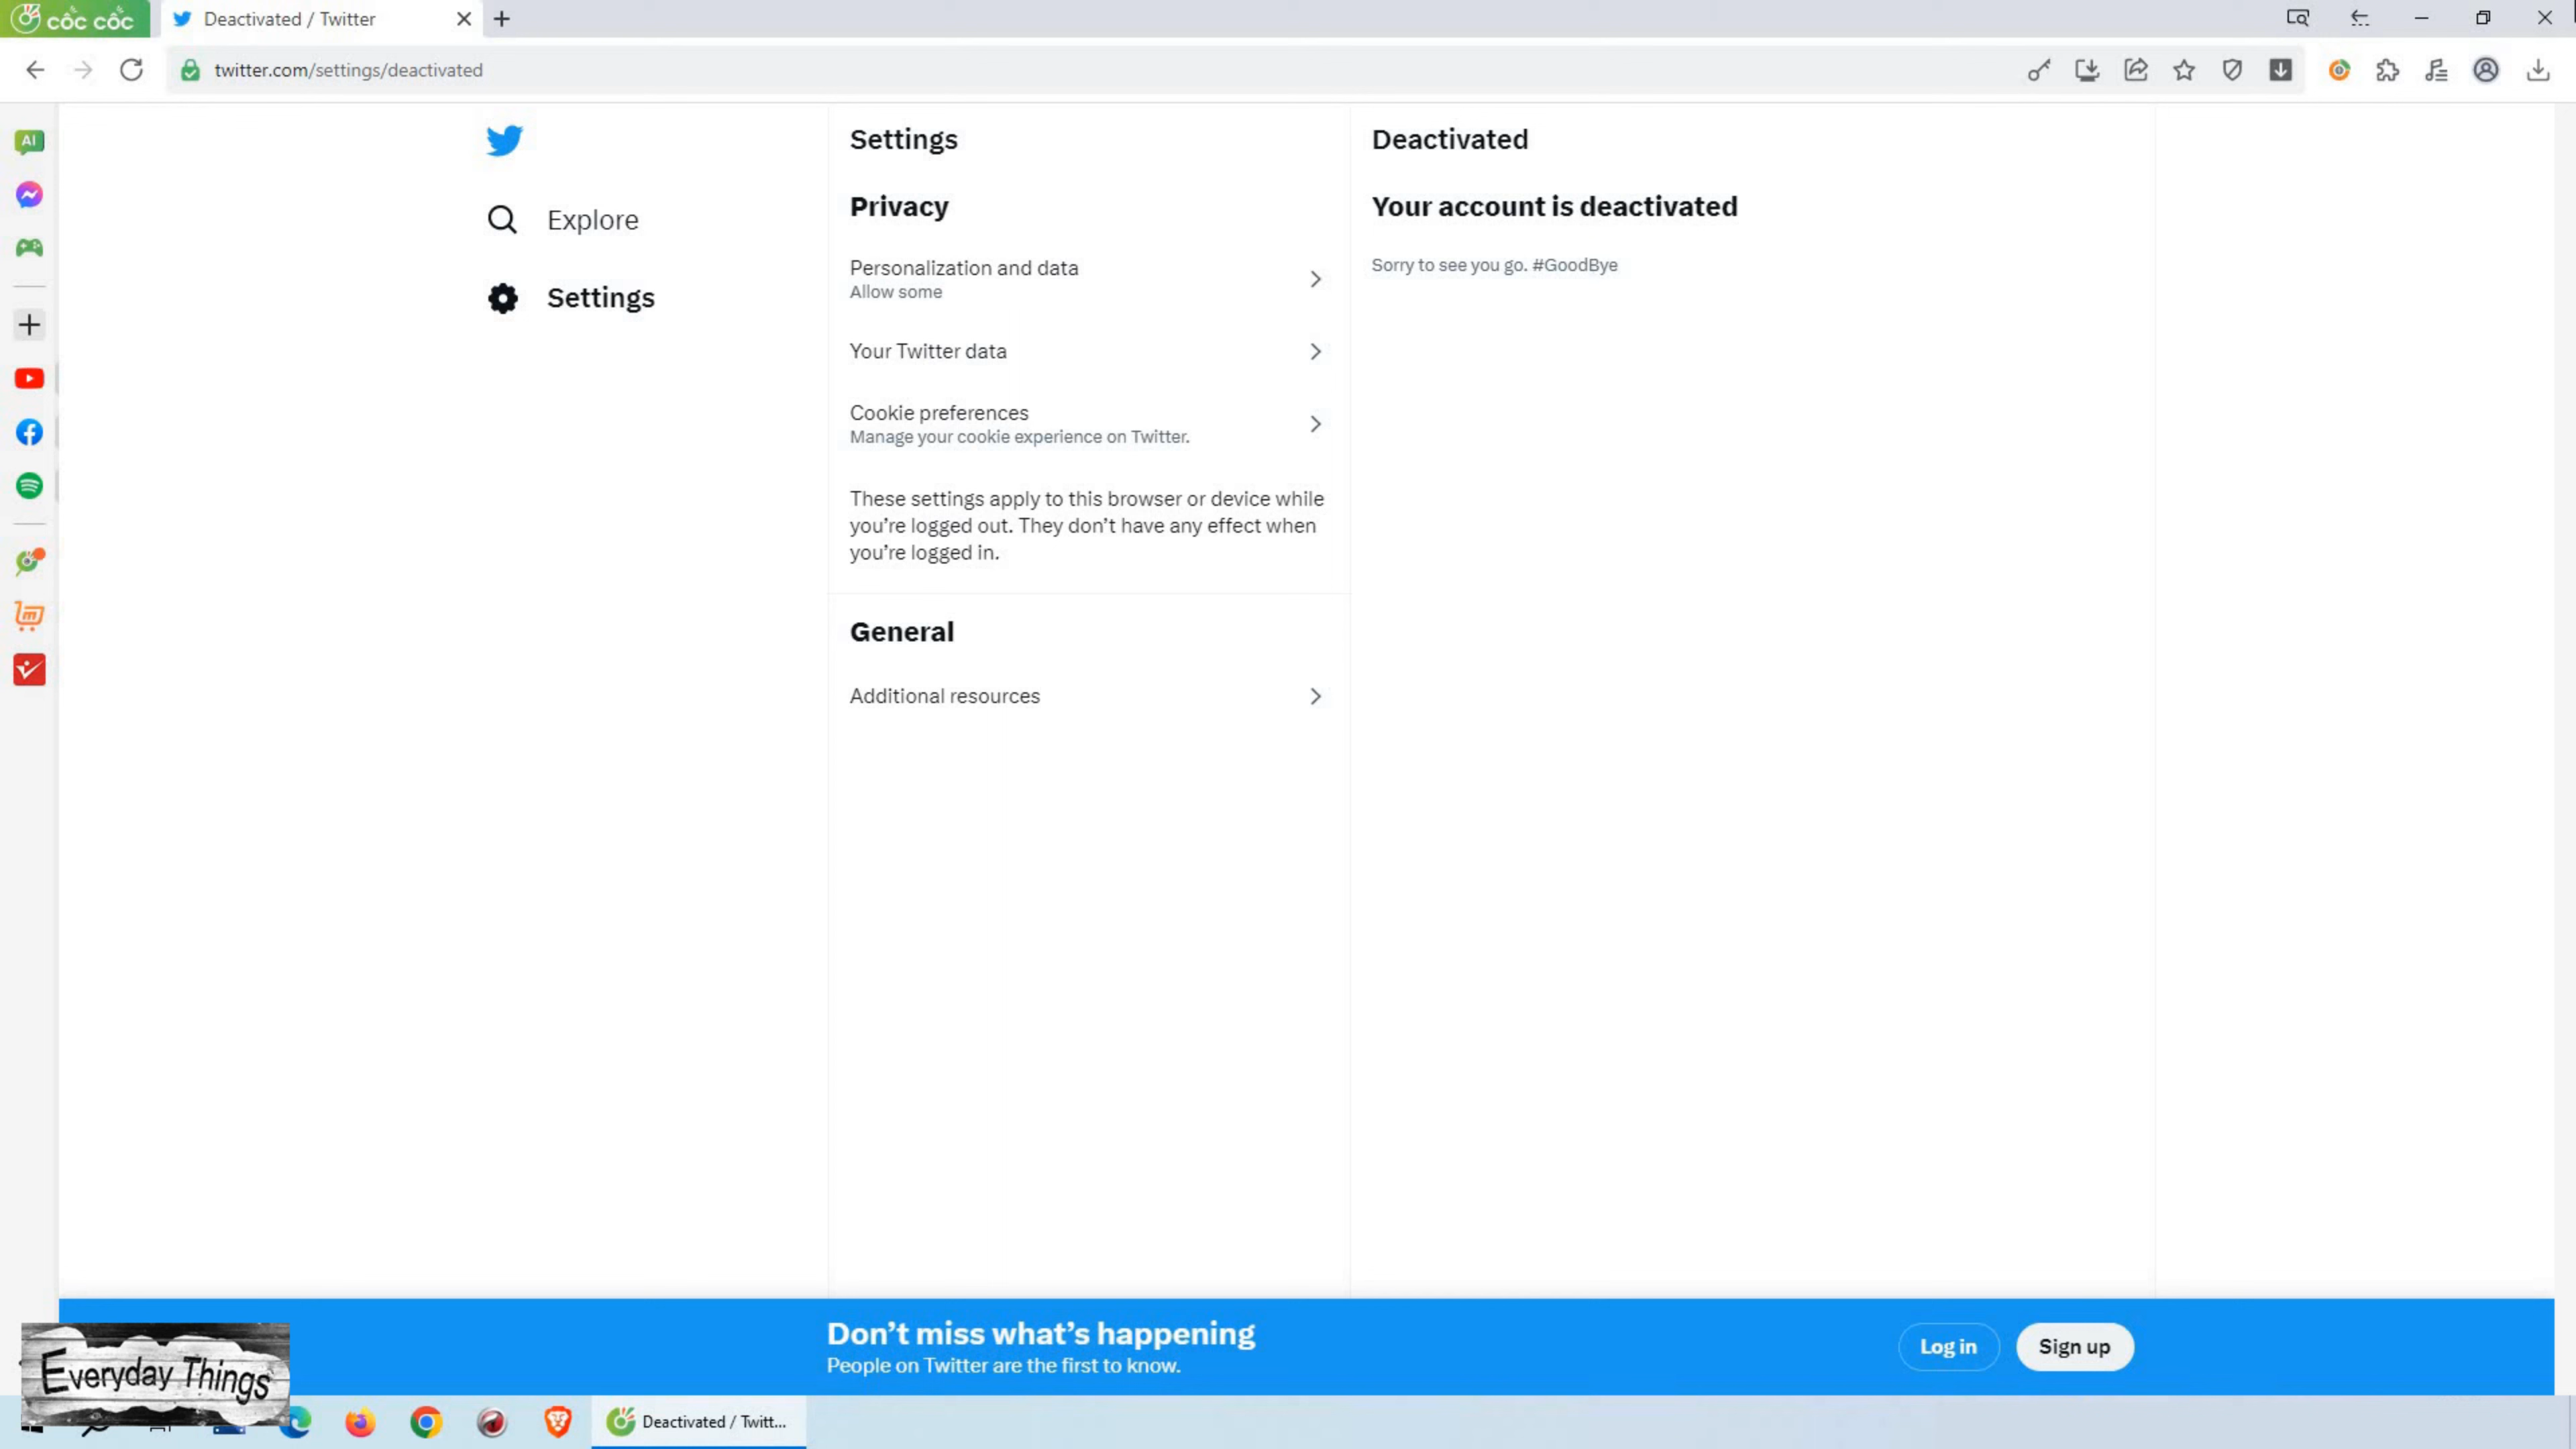 cốc cốc
Deactivated / Twitter
twitter.com/settings/deactivated
AI
Explore
Settings
Settings
Privacy
Personalization and data
Allow some
Your Twitter data
Cookie preferences
Manage your cookie experience on Twitter.
These settings apply to this browser or device while
you’re logged out. They don’t have any effect when
you’re logged in.
General
Additional resources
Deactivated
Your account is deactivated
Sorry to see you go. #GoodBye
Don’t miss what’s happening
People on Twitter are the first to know.
Log in
Sign up
Everyday Things
Deactivated / Twitt...